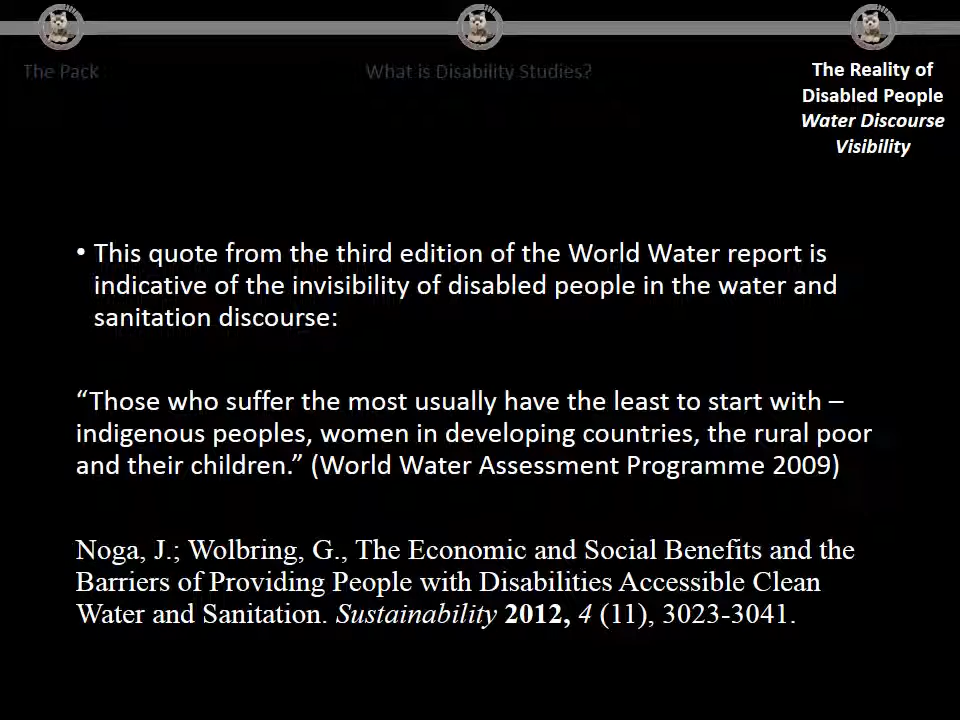 The Pack
What is Disability Studies?
The Reality of
Disabled People
Water Discourse
Visibility
• This quote from the third edition of the World Water report is
indicative of the invisibility of disabled people in the water and
sanitation discourse:
“Those who suffer the most usually have the least to start with –
indigenous peoples, women in developing countries, the rural poor
and their children.” (World Water Assessment Programme 2009)
Noga, J.; Wolbring, G., The Economic and Social Benefits and the
Barriers of Providing People with Disabilities Accessible Clean
Water and Sanitation. Sustainability 2012, 4 (11), 3023-3041.